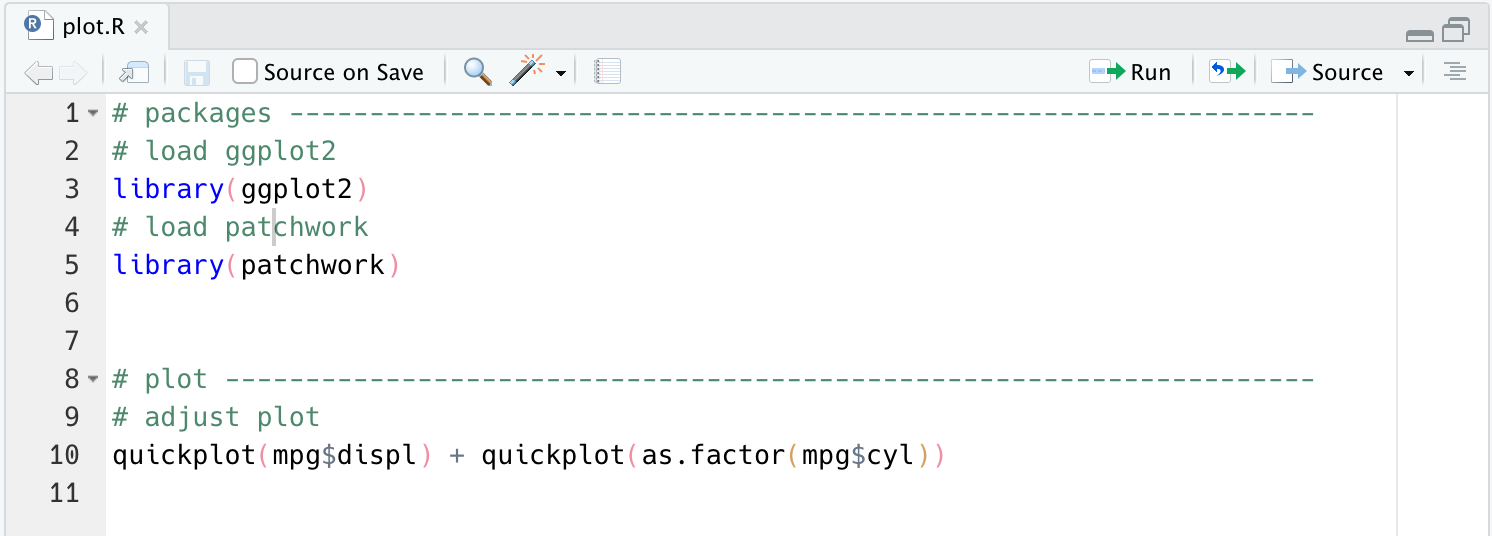 R plot.R
Source on Save Run Source
1 # packages ----------------------------------------------------------------
2 # load ggplot2
3 library(ggplot2)
4 # load patchwork
5 library(patchwork)
6
7
8 # plot --------------------------------------------------------------------
9 # adjust plot
10 quickplot(mpg$displ) + quickplot(as.factor(mpg$cyl))
11